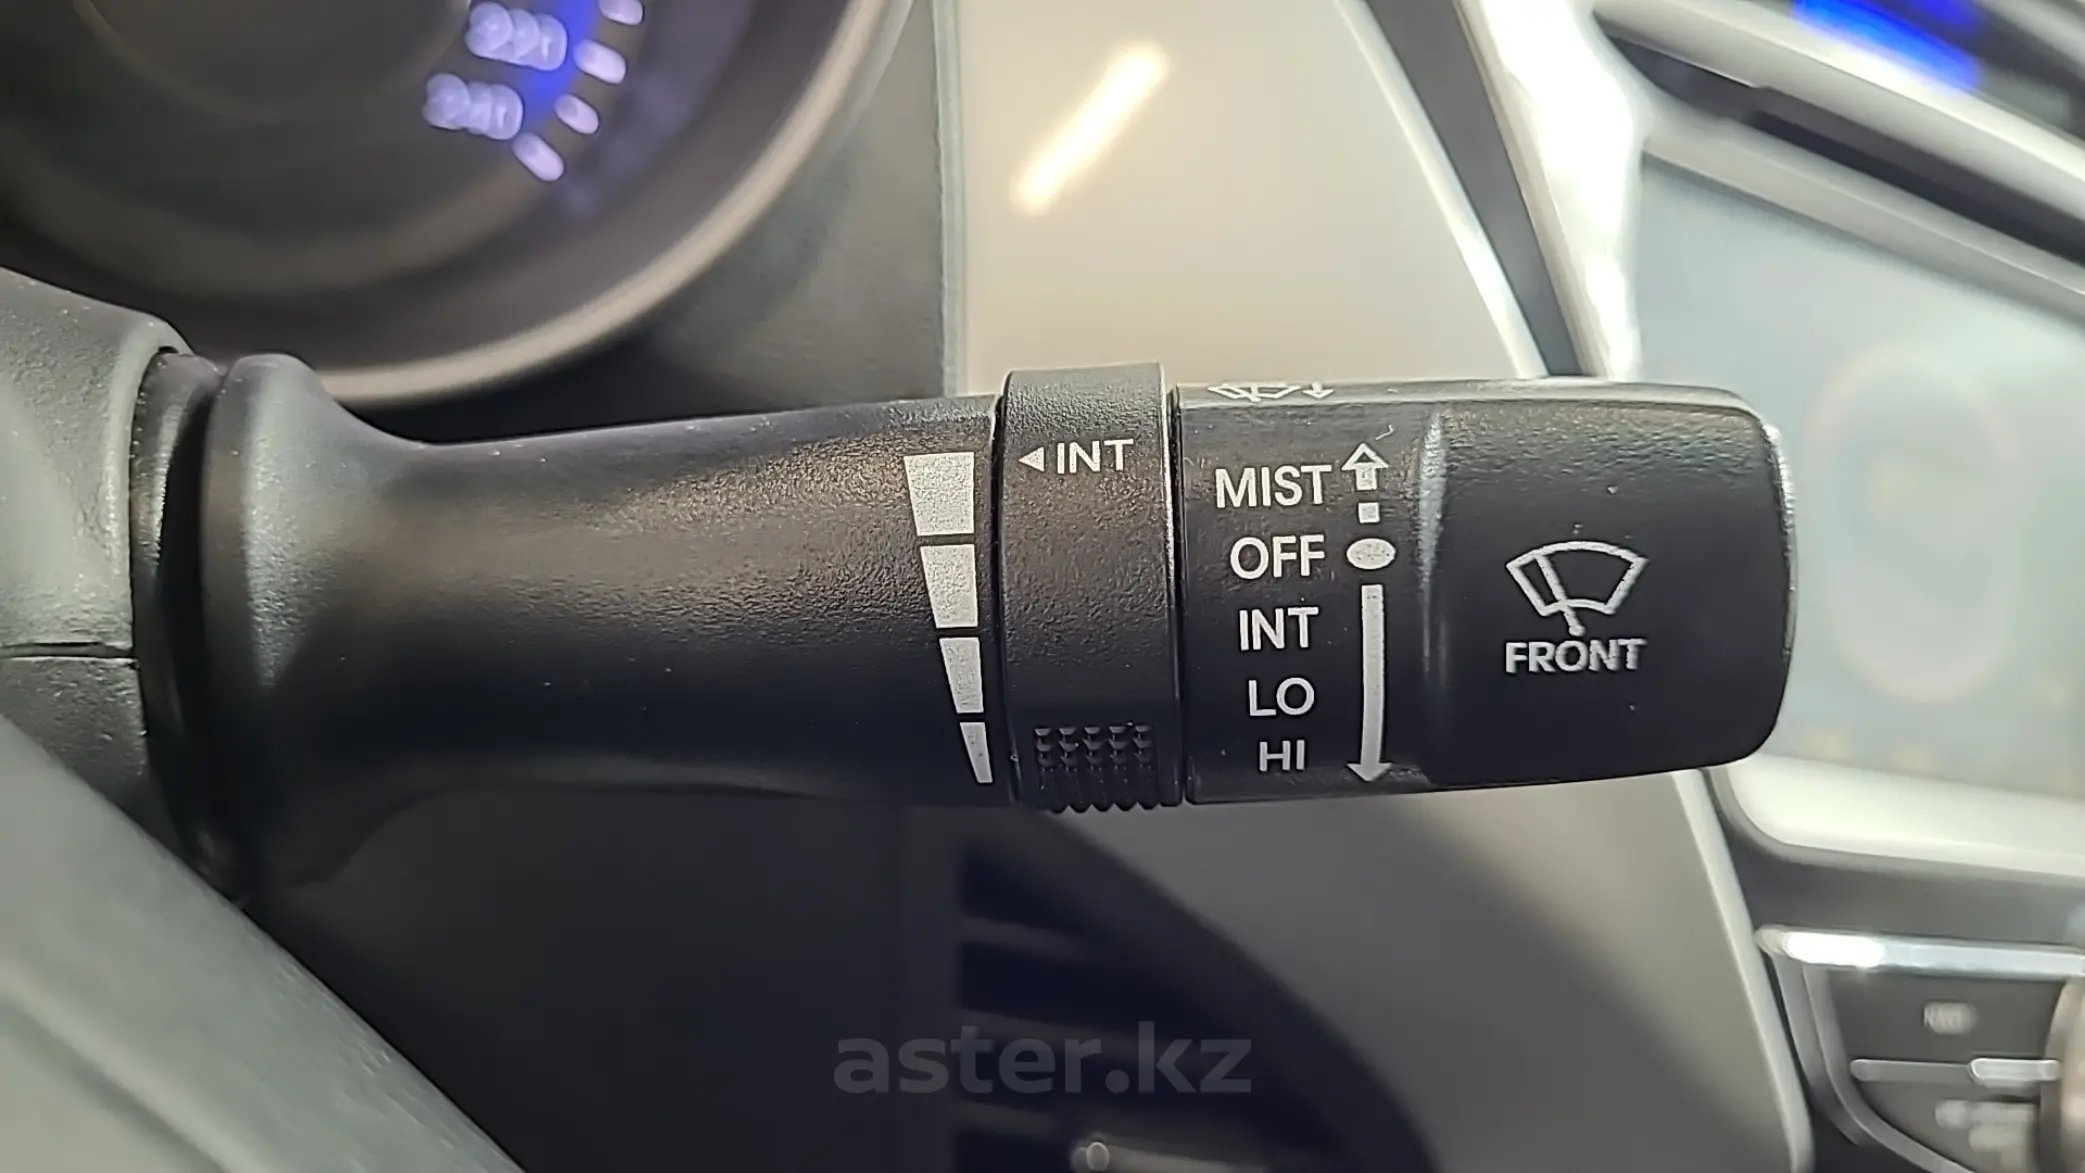 INT
MIST
OFF
INT
LO
HI
FRONT
aster.kz